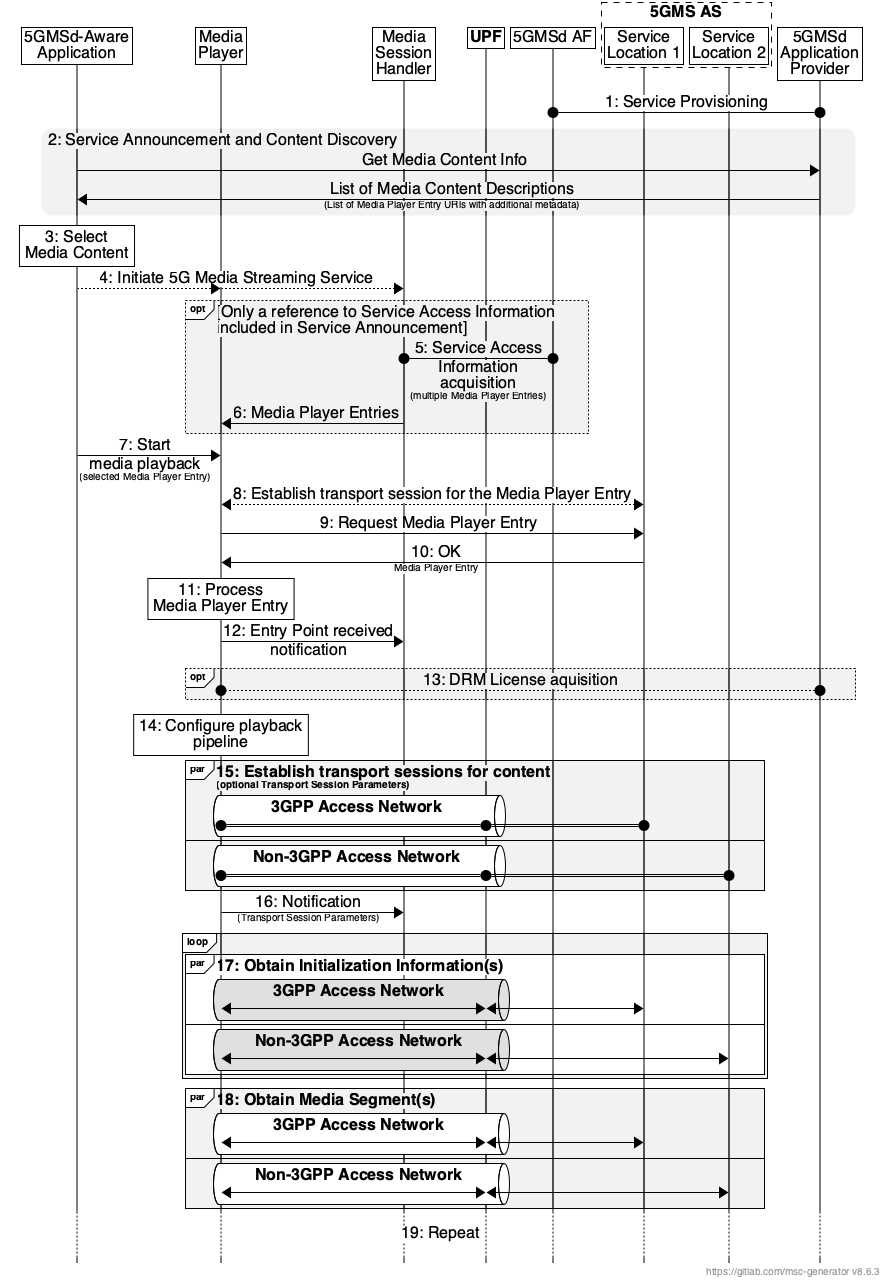 5GMS AS
5GMSd-Aware
Application
Media
Player
Media
Session
Handler
UPF
5GMSd AF
Service
Location 1
Service
Location 2
5GMSd
Application
Provider
1: Service Provisioning
2: Service Announcement and Content Discovery
Get Media Content Info
List of Media Content Descriptions
(List of Media Player Entry URIs with additional metadata)
3: Select
Media Content
4: Initiate 5G Media Streaming Service
opt
[Only a reference to Service Access Information
included in Service Announcement]
5: Service Access
Information
acquisition
(multiple Media Player Entries)
6: Media Player Entries
7: Start
media playback
(selected Media Player Entry)
8: Establish transport session for the Media Player Entry
9: Request Media Player Entry
10: OK
Media Player Entry
11: Process
Media Player Entry
12: Entry Point received
notification
opt
13: DRM License aquisition
14: Configure playback
pipeline
par
15: Establish transport sessions for content
(optional Transport Session Parameters)
3GPP Access Network
Non-3GPP Access Network
16: Notification
(Transport Session Parameters)
loop
par
17: Obtain Initialization Information(s)
3GPP Access Network
Non-3GPP Access Network
par
18: Obtain Media Segment(s)
3GPP Access Network
Non-3GPP Access Network
19: Repeat
https://gitlab.com/msc-generator v8.6.3